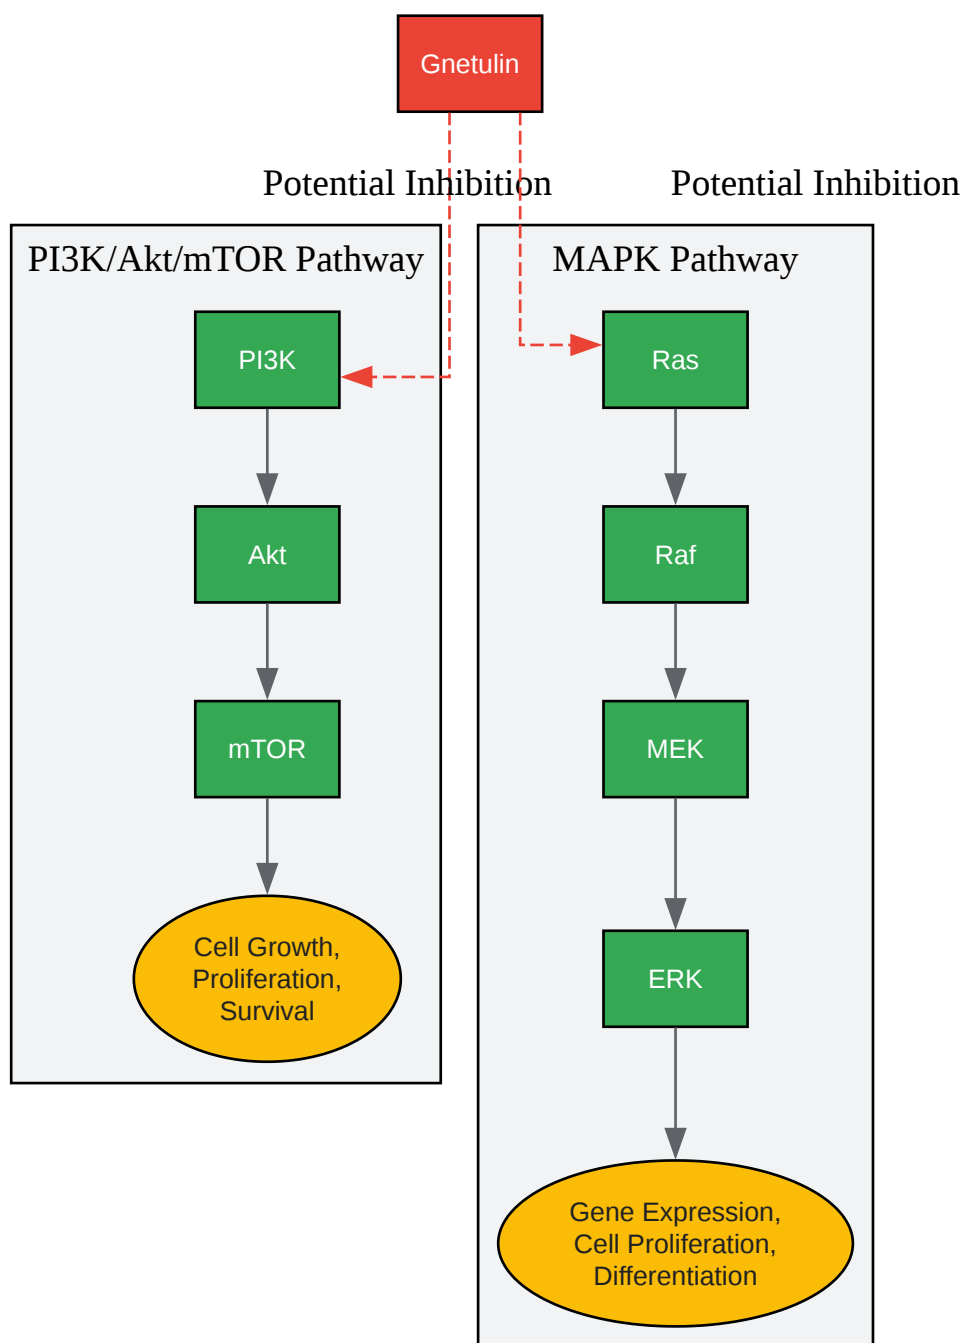 Gnetulin
Potential Inhibition
Potential Inhibition
PI3K/Akt/mTOR Pathway
PI3K
Akt
mTOR
Cell Growth,
Proliferation,
Survival
MAPK Pathway
Ras
Raf
MEK
ERK
Gene Expression,
Cell Proliferation,
Differentiation